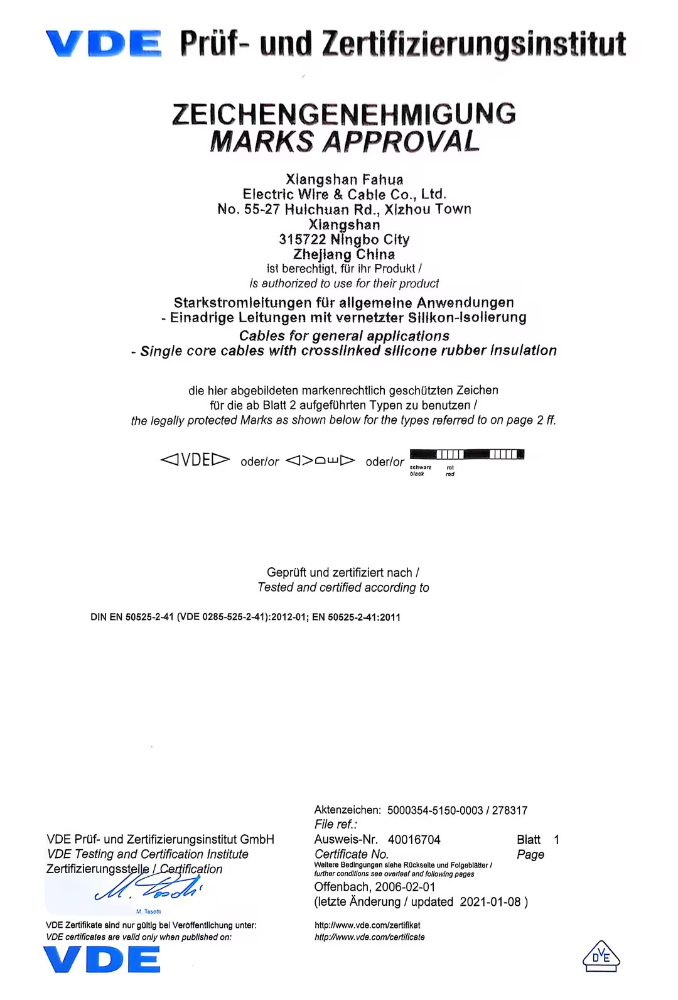 VDE Prüf- und Zertifizierungsinstitut
ZEICHENGENEHMIGUNG
MARKS APPROVAL
Xiangshan Fahua
Electric Wire & Cable Co., Ltd.
No. 55-27 Huichuan Rd., Xizhou Town
Xiangshan
315722 Ningbo City
Zhejiang China
ist berechtigt, für ihr Produkt /
is authorized to use for their product
Starkstromleitungen für allgemeine Anwendungen
- Einadrige Leitungen mit vernetzter Silikon-Isolierung
Cables for general applications
- Single core cables with crosslinked silicone rubber insulation
die hier abgebildeten markenrechtlich geschützten Zeichen
für die ab Blatt 2 aufgeführten Typen zu benutzen /
the legally protected Marks as shown below for the types referred to on page 2 ff.
◁VDE▷ oder/or ◁VDE▷ oder/or
schwarz rot
black red
Geprüft und zertifiziert nach /
Tested and certified according to
DIN EN 50525-2-41 (VDE 0285-525-2-41):2012-01; EN 50525-2-41:2011
Aktenzeichen: 5000354-5150-0003 / 278317
File ref.:
VDE Prüf- und Zertifizierungsinstitut GmbH
VDE Testing and Certification Institute
Zertifizierungsstelle / Certification
Ausweis-Nr. 40016704 Blatt 1
Certificate No. Page
Weitere Bedingungen siehe Rückseite und Folgeblätter /
further conditions see overleaf and following pages
Offenbach, 2006-02-01
(letzte Änderung / updated 2021-01-08 )
VDE Zertifikate sind nur gültig bei Veröffentlichung unter:
VDE certificates are valid only when published on:
http://www.vde.com/zertifikat
http://www.vde.com/certificate
VDE
DVE